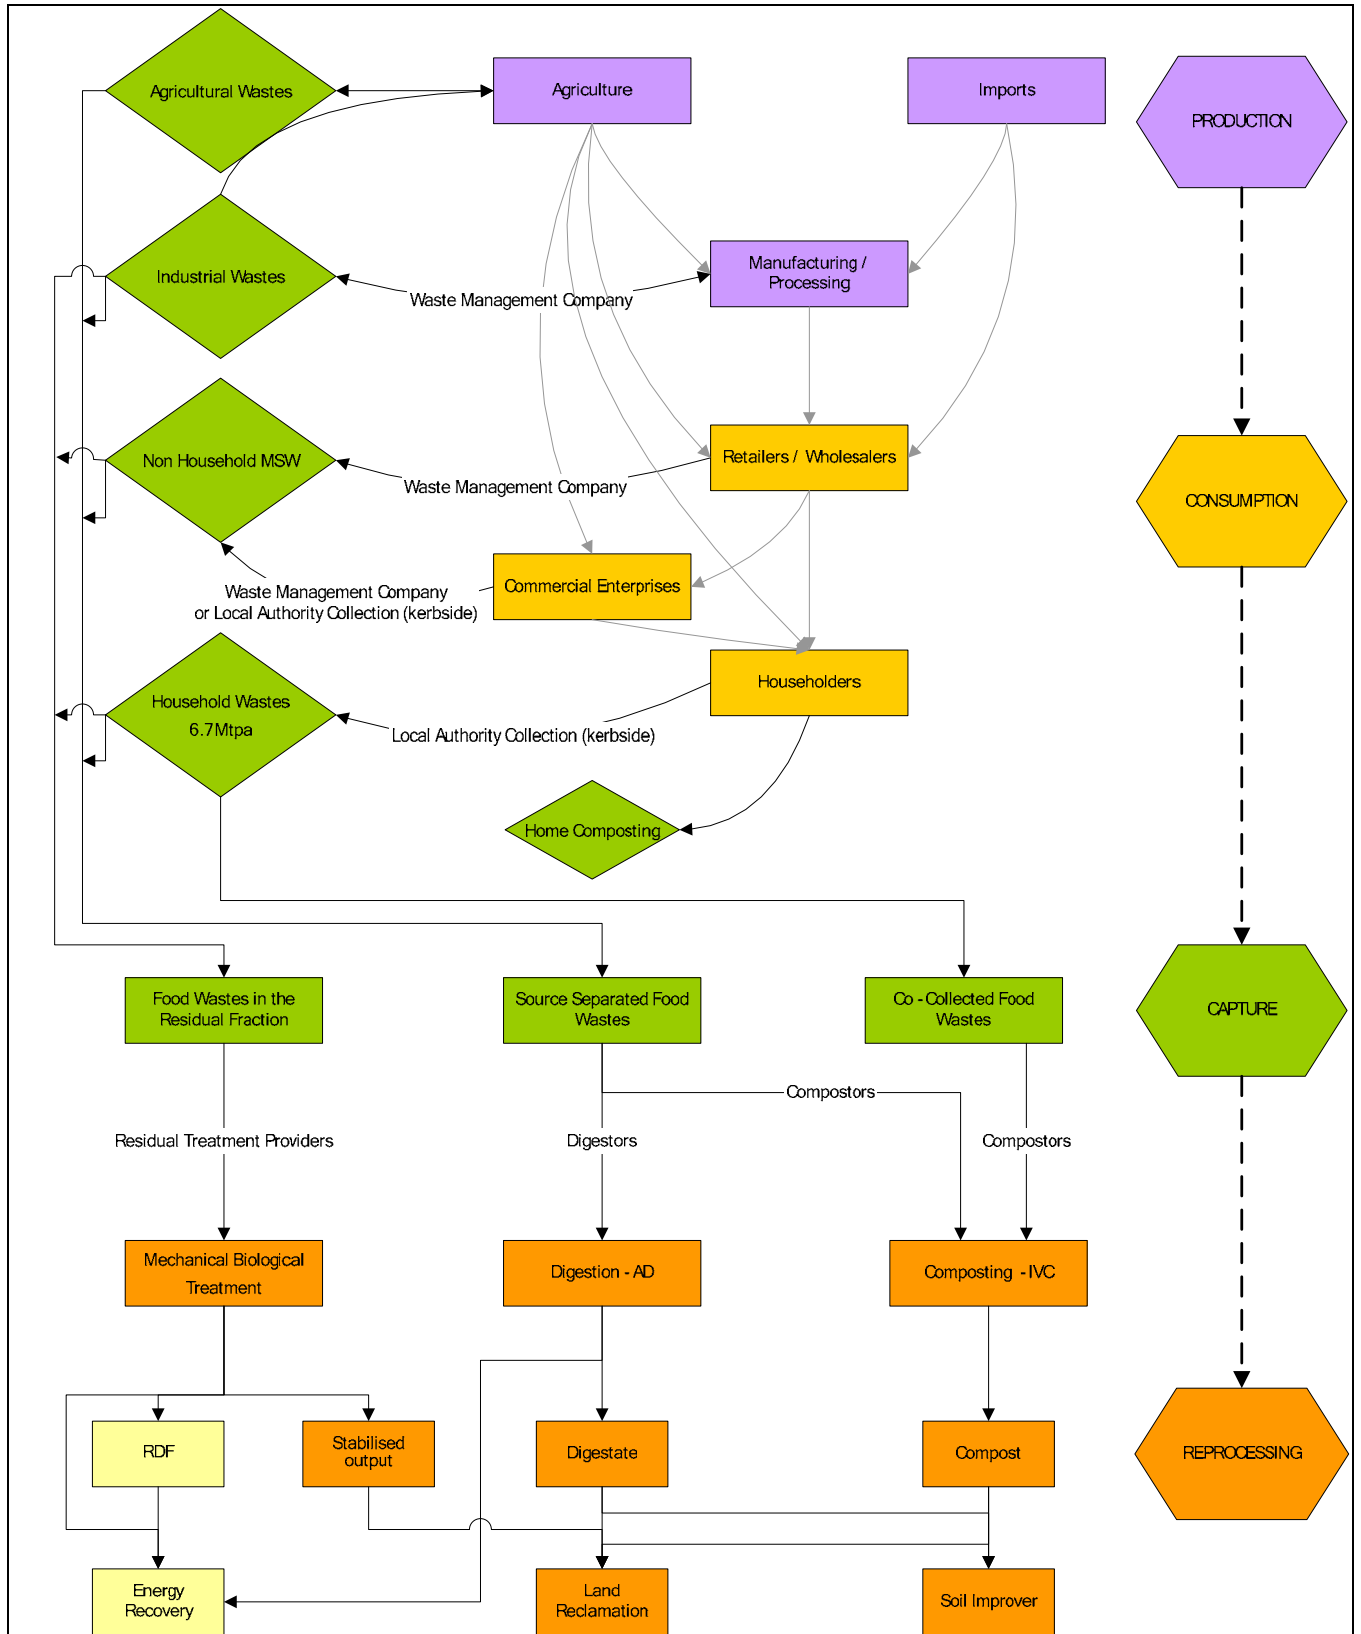 Agricultural Wastes
Agriculture
Imports
PRODUCTION
Industrial Wastes
Waste Management Company
Manufacturing /
Processing
Non Household MSW
Waste Management Company
Retailers / Wholesalers
CONSUMPTION
Waste Management Company
or Local Authority Collection (kerbside)
Commercial Enterprises
Household Wastes
6.7Mtpa
Local Authority Collection (kerbside)
Householders
Home Composting
Food Wastes in the
Residual Fraction
Source Separated Food
Wastes
Co - Collected Food
Wastes
CAPTURE
Compostors
Residual Treatment Providers
Digestors
Compostors
Mechanical Biological
Treatment
Digestion - AD
Composting - IVC
RDF
Stabilised
output
Digestate
Compost
REPROCESSING
Energy
Recovery
Land
Reclamation
Soil Improver